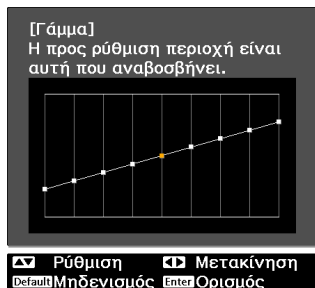 [Γάμμα]
Η προς ρύθμιση περιοχή είναι
αυτή που αναβοσβήνει.
Ρύθμιση Μετακίνηση
Default Μηδενισμός Enter Ορισμός